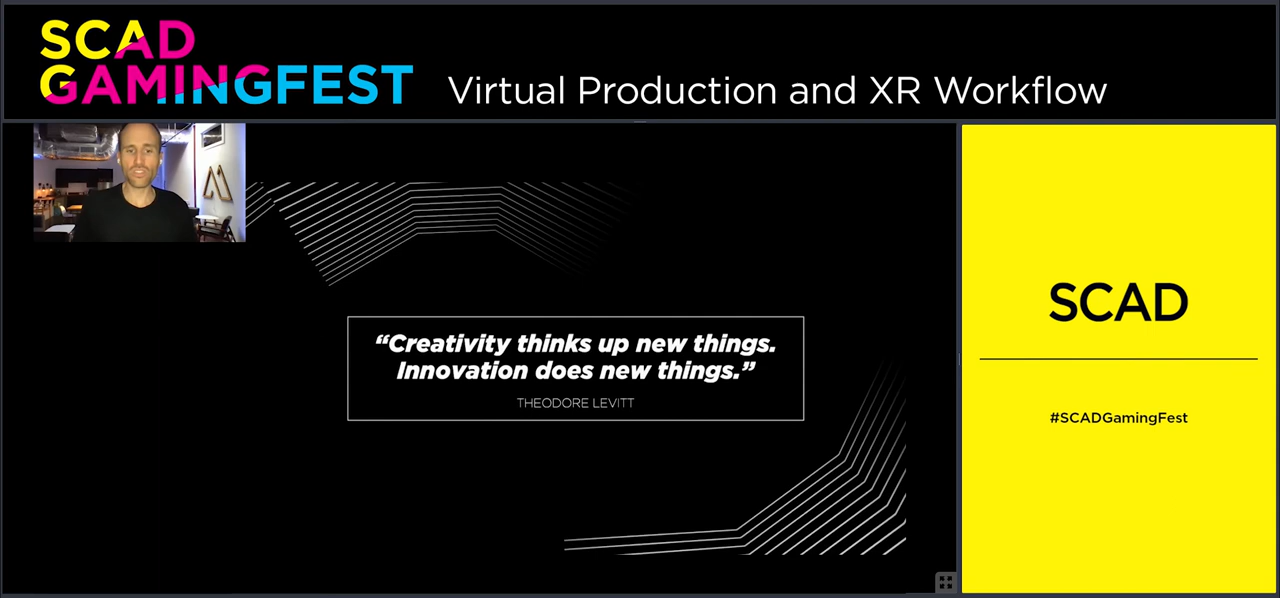 SCAD
GAMINGFEST
Virtual Production and XR Workflow
“Creativity thinks up new things.
Innovation does new things.”
THEODORE LEVITT
SCAD
#SCADGamingFest